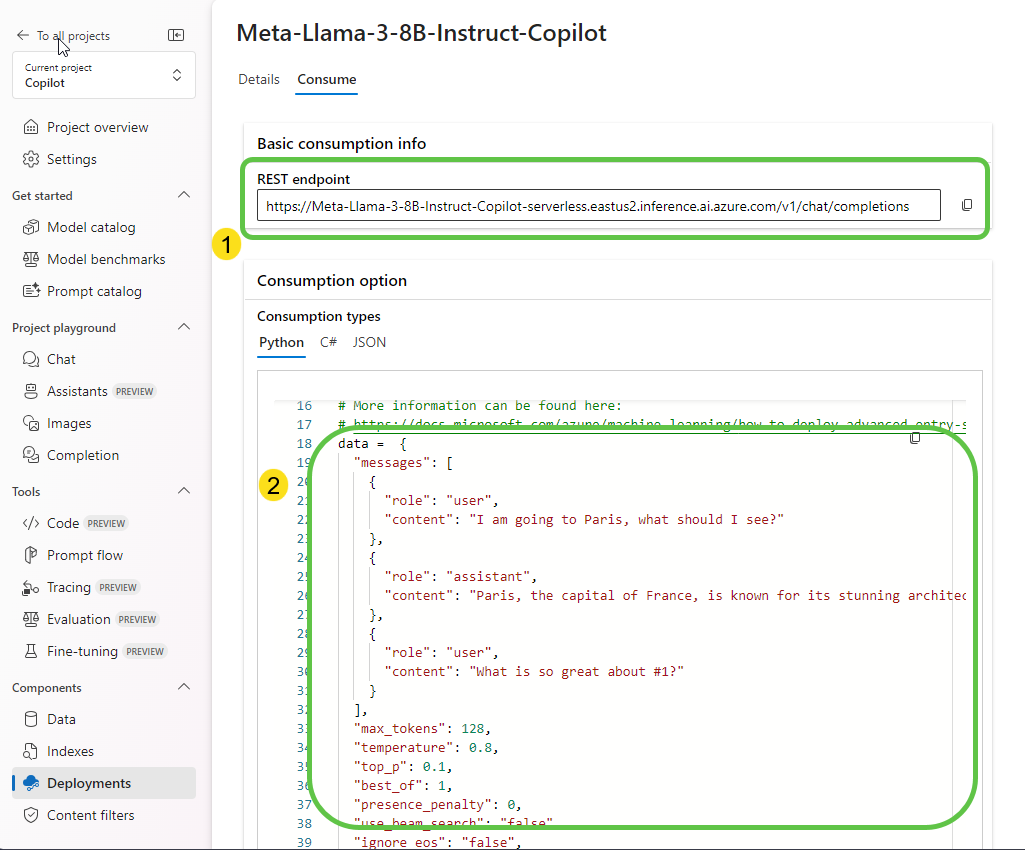 To all projects
Current project
Copilot
Project overview
Settings
Get started
Model catalog
Model benchmarks
Prompt catalog
Project playground
Chat
Assistants PREVIEW
Images
Completion
Tools
Code PREVIEW
Prompt flow
Tracing PREVIEW
Evaluation PREVIEW
Fine-tuning PREVIEW
Components
Data
Indexes
Deployments
Content filters
Meta-Llama-3-8B-Instruct-Copilot
Details Consume
Basic consumption info
REST endpoint
https://Meta-Llama-3-8B-Instruct-Copilot-serverless.eastus2.inference.ai.azure.com/v1/chat/completions
1
Consumption option
Consumption types
Python C# JSON
16 # More information can be found here:
17 # https://docs.microsoft.com/azure/machine-learning/how-to-deploy-advanced-entry-s
18 data = {
19 "messages": [
2
20 {
21 "role": "user",
22 "content": "I am going to Paris, what should I see?"
23 },
24 {
25 "role": "assistant",
26 "content": "Paris, the capital of France, is known for its stunning architec
27 },
28 {
29 "role": "user",
30 "content": "What is so great about #1?"
31 }
32 ],
33 "max_tokens": 128,
34 "temperature": 0.8,
35 "top_p": 0.1,
36 "best_of": 1,
37 "presence_penalty": 0,
38 "use_beam_search": "false",
39 "ignore_eos": "false",